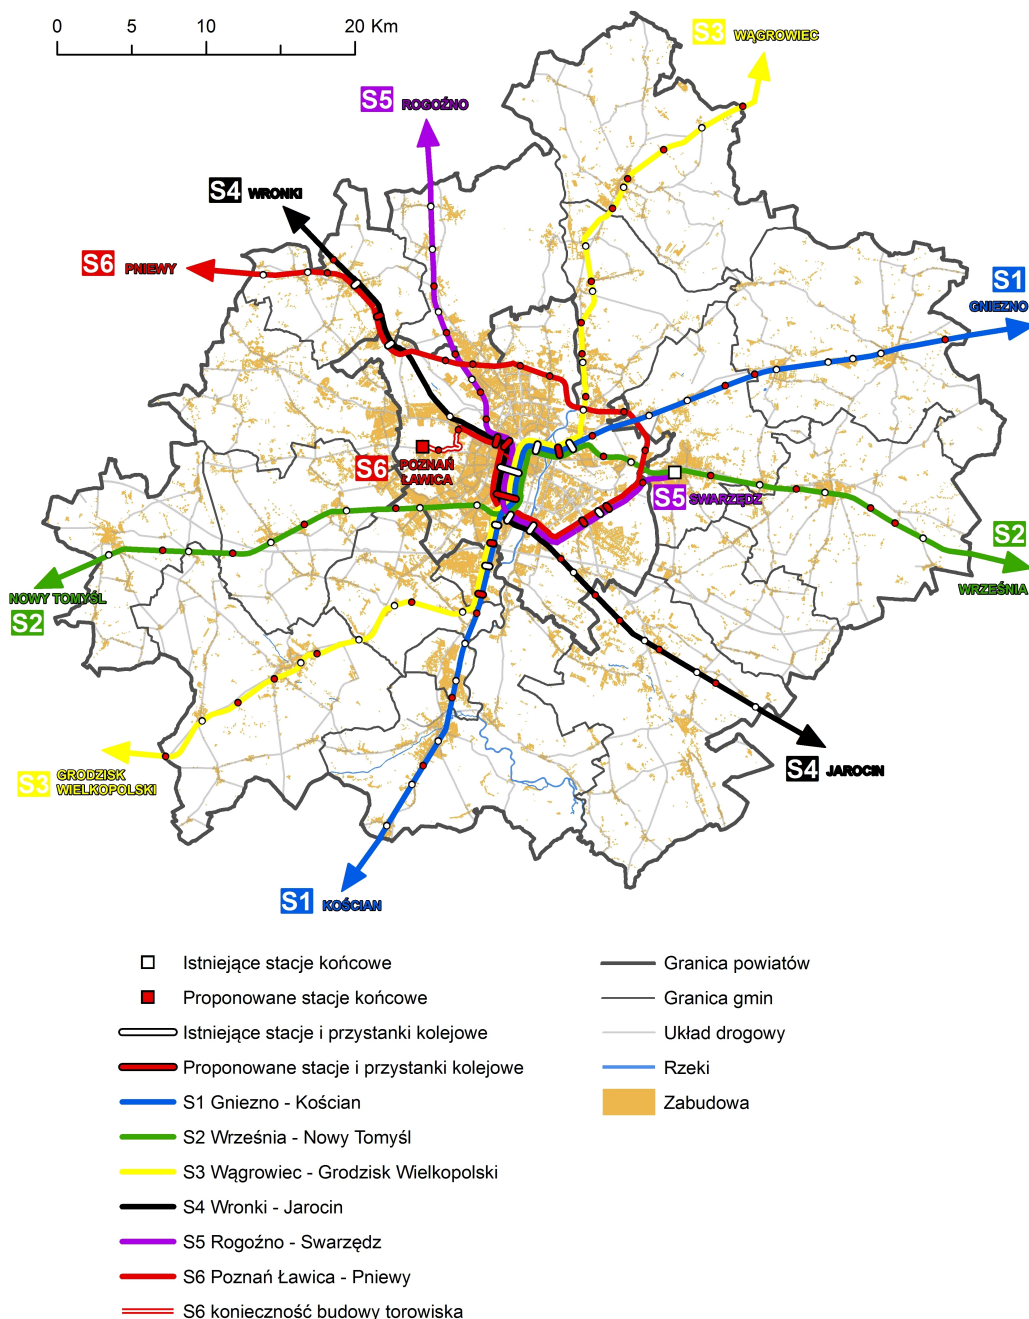 0 5 10 20 Km
S3 WĄGROWIEC
S5 ROGOŹNO
S4 WRONKI
S6 PNIEWY
S1
GNIEZNO
S6 POZNAŃ
ŁAWICA
S5 SWARZĘDZ
S2
WRZEŚNIA
NOWY TOMYŚL
S2
S3 GRODZISK
WIELKOPOLSKI
S4 JAROCIN
S1 KOŚCIAN
Istniejące stacje końcowe
Proponowane stacje końcowe
Istniejące stacje i przystanki kolejowe
Proponowane stacje i przystanki kolejowe
S1 Gniezno - Kościan
S2 Września - Nowy Tomyśl
S3 Wągrowiec - Grodzisk Wielkopolski
S4 Wronki - Jarocin
S5 Rogoźno - Swarzędz
S6 Poznań Ławica - Pniewy
S6 konieczność budowy torowiska
Granica powiatów
Granica gmin
Układ drogowy
Rzeki
Zabudowa